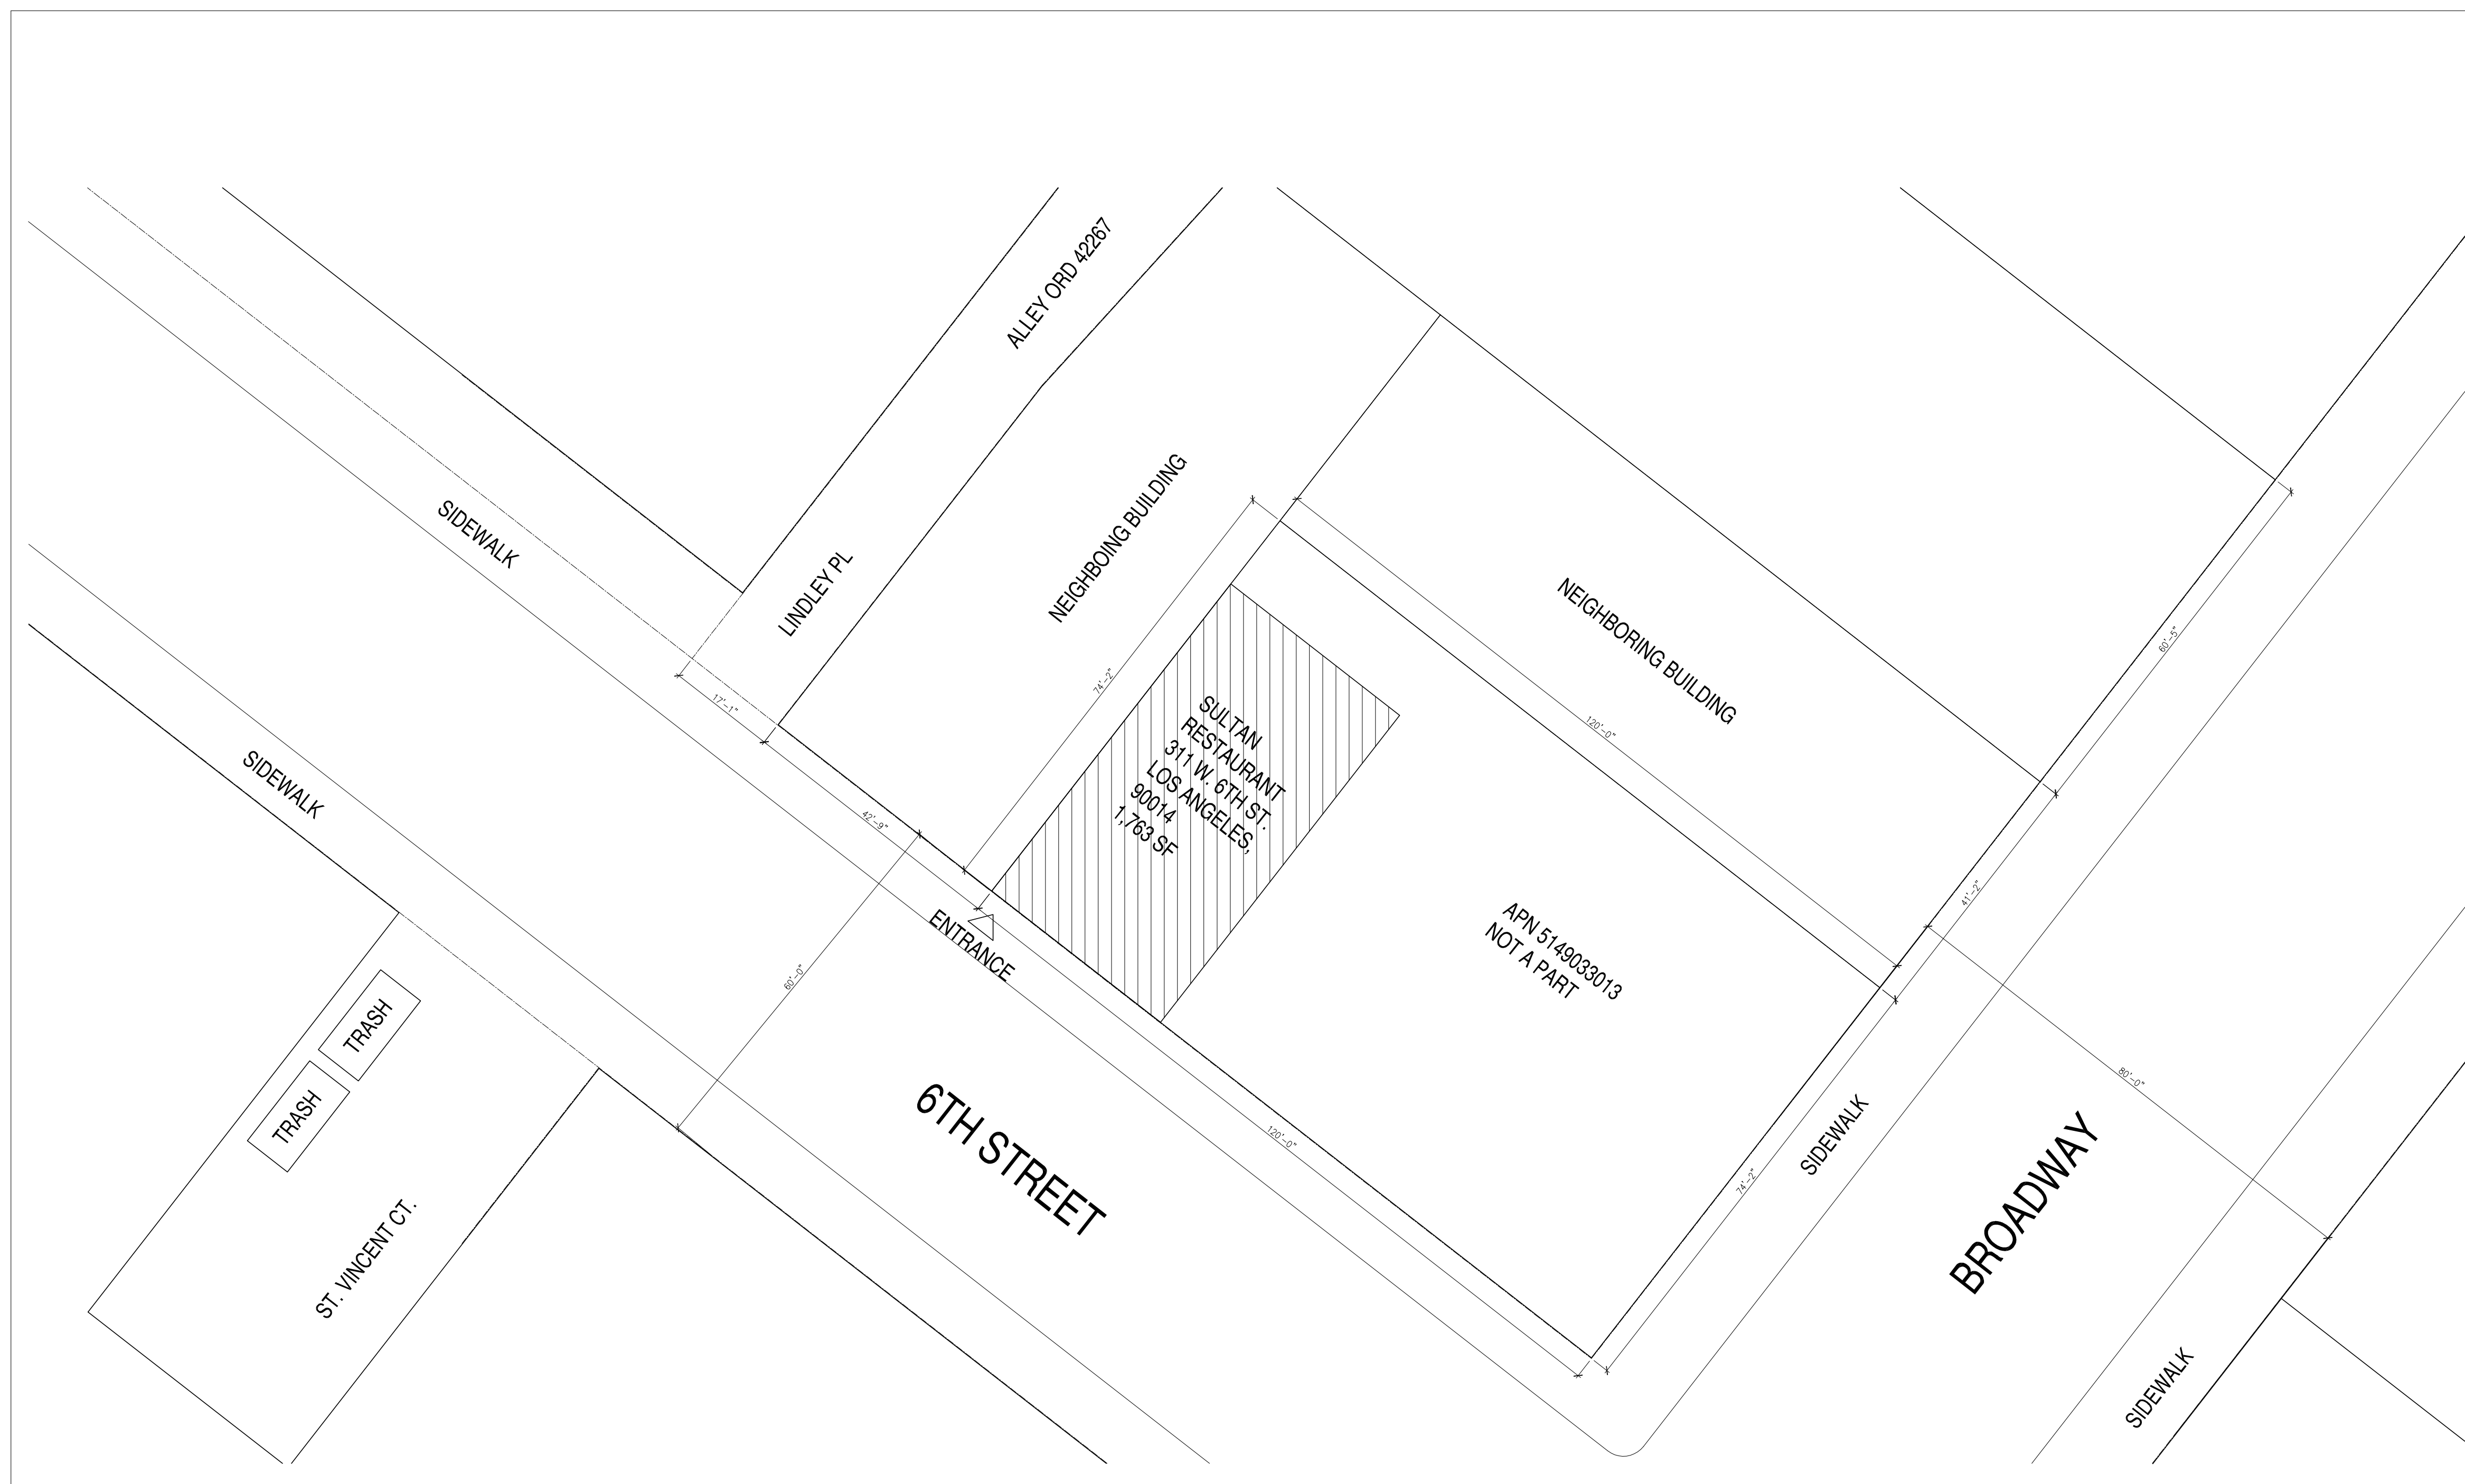 ALLEY ORD 42267
LINDLEY PL
NEIGHBOING BUILDING
SIDEWALK
NEIGHBORING BUILDING
60'-5"
74'-2"
17'-1"
120'-0"
SULTAN
RESTAURANT
311 W. 6TH ST.
LOS ANGELES,
90014
1,763 SF
SIDEWALK
42'-9"
41'-2"
ENTRANCE
60'-0"
APN 5149033013
NOT A PART
TRASH
TRASH
6TH STREET
120'-0"
80'-0"
SIDEWALK
74'-2"
BROADWAY
ST. VINCENT CT.
SIDEWALK